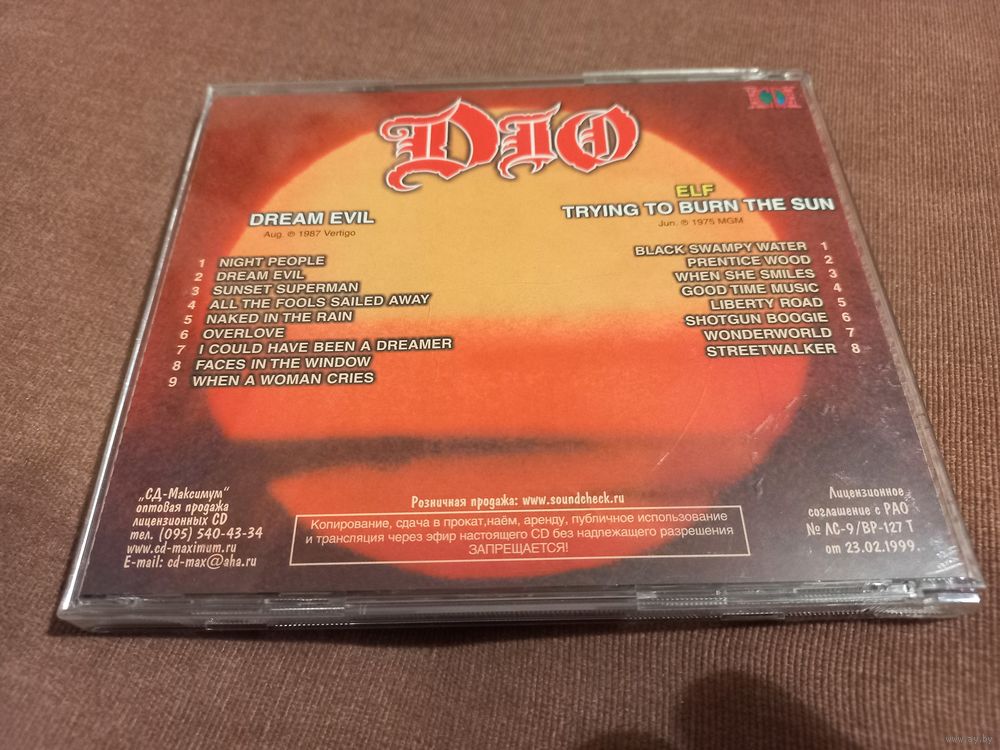 DIO
DREAM EVIL
Aug. ℗ 1987 Vertigo
1 NIGHT PEOPLE
2 DREAM EVIL
3 SUNSET SUPERMAN
4 ALL THE FOOLS SAILED AWAY
5 NAKED IN THE RAIN
6 OVERLOVE
7 I COULD HAVE BEEN A DREAMER
8 FACES IN THE WINDOW
9 WHEN A WOMAN CRIES
ELF
TRYING TO BURN THE SUN
Jun. ℗ 1975 MGM
BLACK SWAMPY WATER 1
PRENTICE WOOD 2
WHEN SHE SMILES 3
GOOD TIME MUSIC 4
LIBERTY ROAD 5
SHOTGUN BOOGIE 6
WONDERWORLD 7
STREETWALKER 8
„СД-Максимум"
оптовая продажа
лицензионных CD
тел. (095) 540-43-34
www.cd-maximum.ru
E-mail: cd-max@aha.ru
Розничная продажа: www.soundcheck.ru
Копирование, сдача в прокат,наём, аренду, публичное использование
и трансляция через эфир настоящего CD без надлежащего разрешения
ЗАПРЕЩАЕТСЯ!
Лицензионное
соглашение с РАО
№ АС-9/ВР-127 Т
от 23.02.1999.
www.ay.by